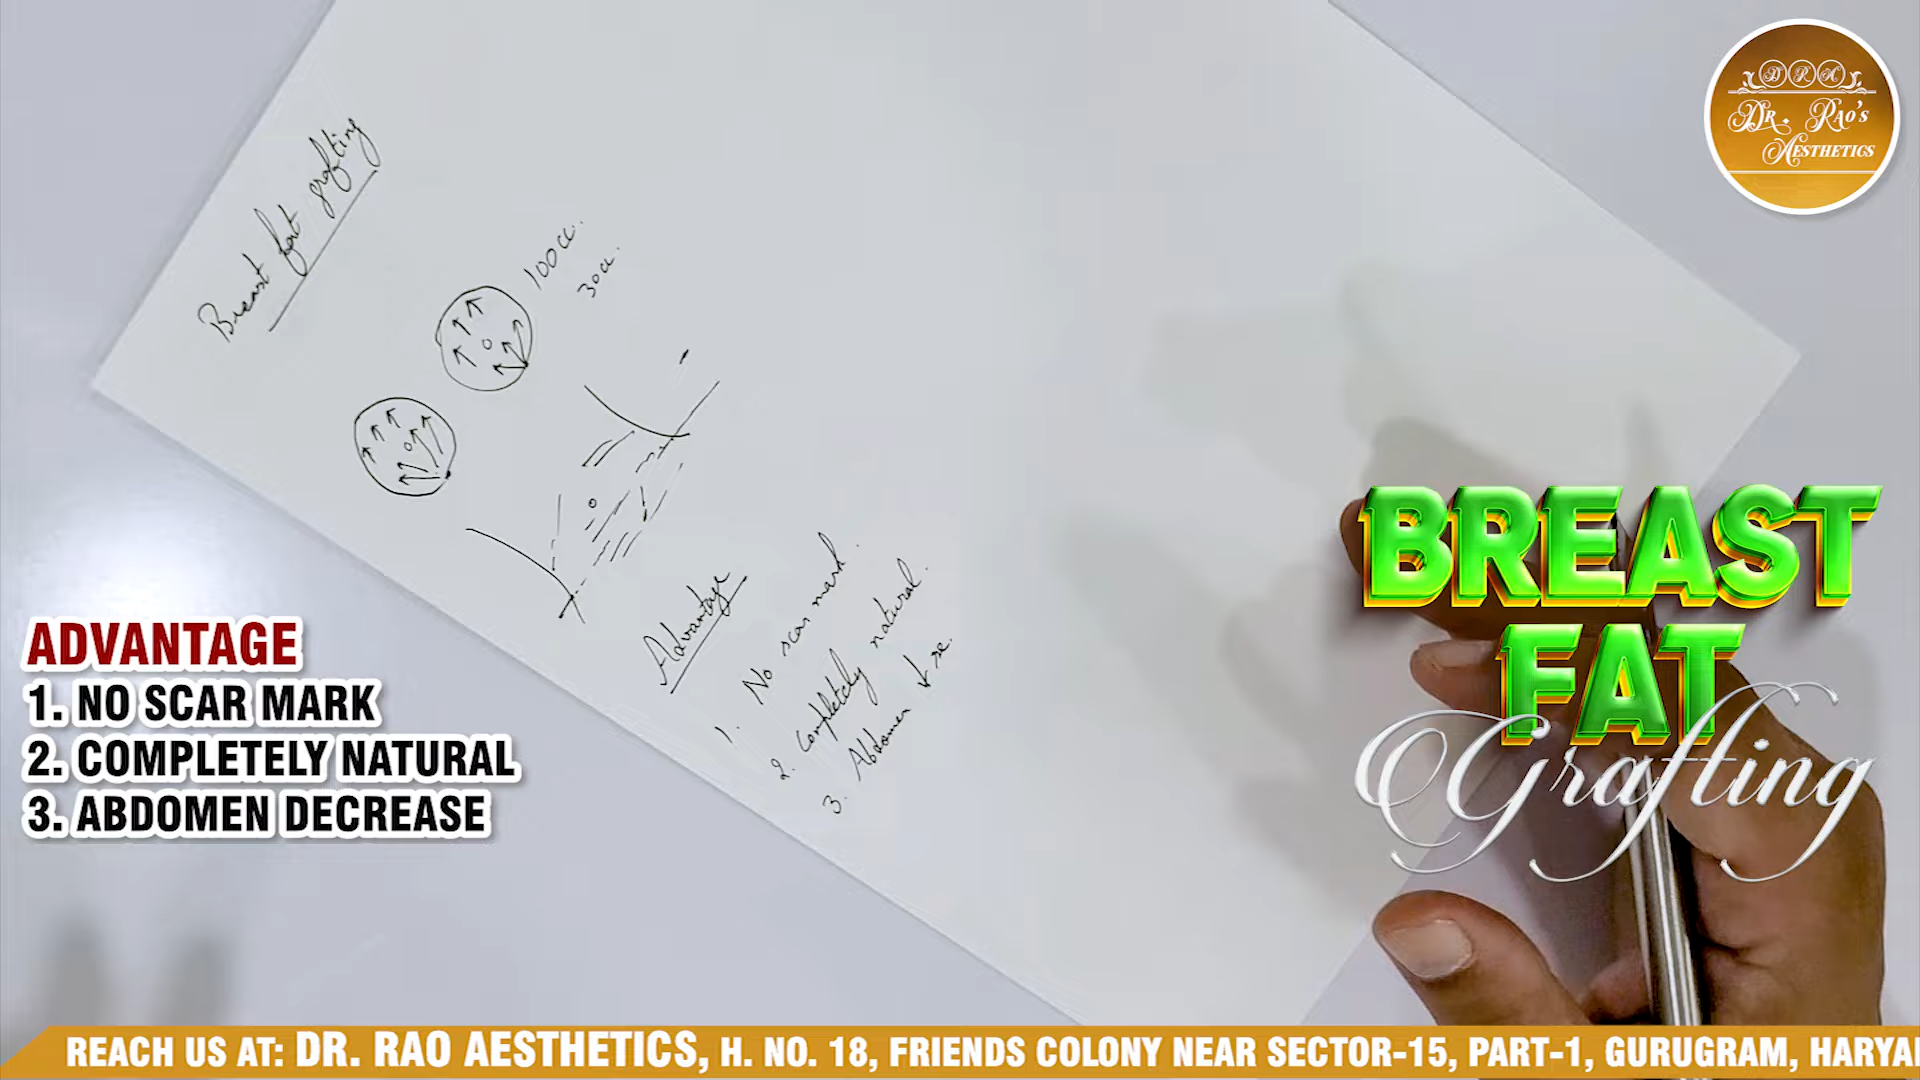 Breast fat grafting
100cc.
30cc.
Advantage
1. No scar mark.
2. Completely natural.
3. Abdomen ↓ se.
DRA
DR. RAO'S
AESTHETICS
BREAST
FAT
Grafting
ADVANTAGE
1. NO SCAR MARK
2. COMPLETELY NATURAL
3. ABDOMEN DECREASE
REACH US AT: DR. RAO AESTHETICS, H. NO. 18, FRIENDS COLONY NEAR SECTOR-15, PART-1, GURUGRAM,